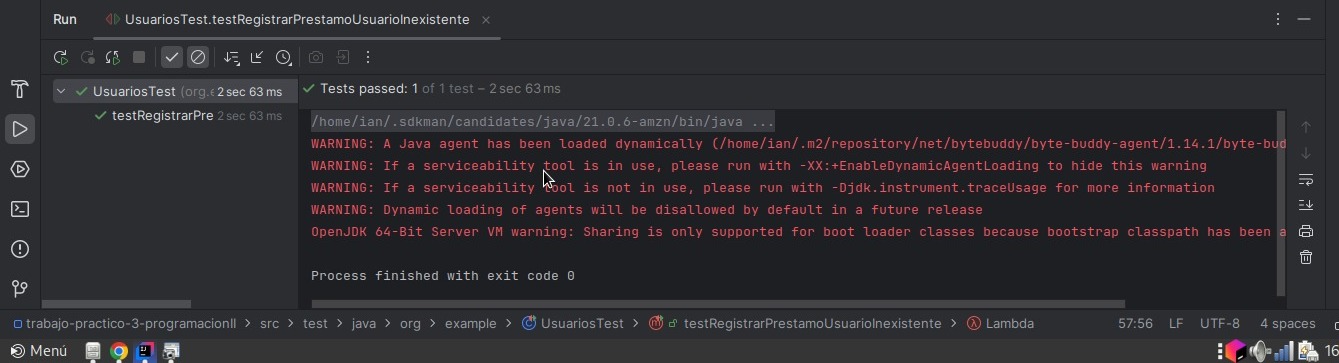 Run UsuariosTest.testRegistrarPrestamoUsuarioInexistente
UsuariosTest (org.e 2 sec 63 ms
Tests passed: 1 of 1 test – 2 sec 63 ms
testRegistrarPre 2 sec 63 ms
/home/ian/.sdkman/candidates/java/21.0.6-amzn/bin/java ...
WARNING: A Java agent has been loaded dynamically (/home/ian/.m2/repository/net/bytebuddy/byte-buddy-agent/1.14.1/byte-bud
WARNING: If a serviceability tool is in use, please run with -XX:+EnableDynamicAgentLoading to hide this warning
WARNING: If a serviceability tool is not in use, please run with -Djdk.instrument.traceUsage for more information
WARNING: Dynamic loading of agents will be disallowed by default in a future release
OpenJDK 64-Bit Server VM warning: Sharing is only supported for boot loader classes because bootstrap classpath has been a
Process finished with exit code 0
trabajo-practico-3-programacionII > src > test > java > org > example > UsuariosTest > testRegistrarPrestamoUsuarioInexistente > Lambda 57:56 LF UTF-8 4 spaces
Menú 16